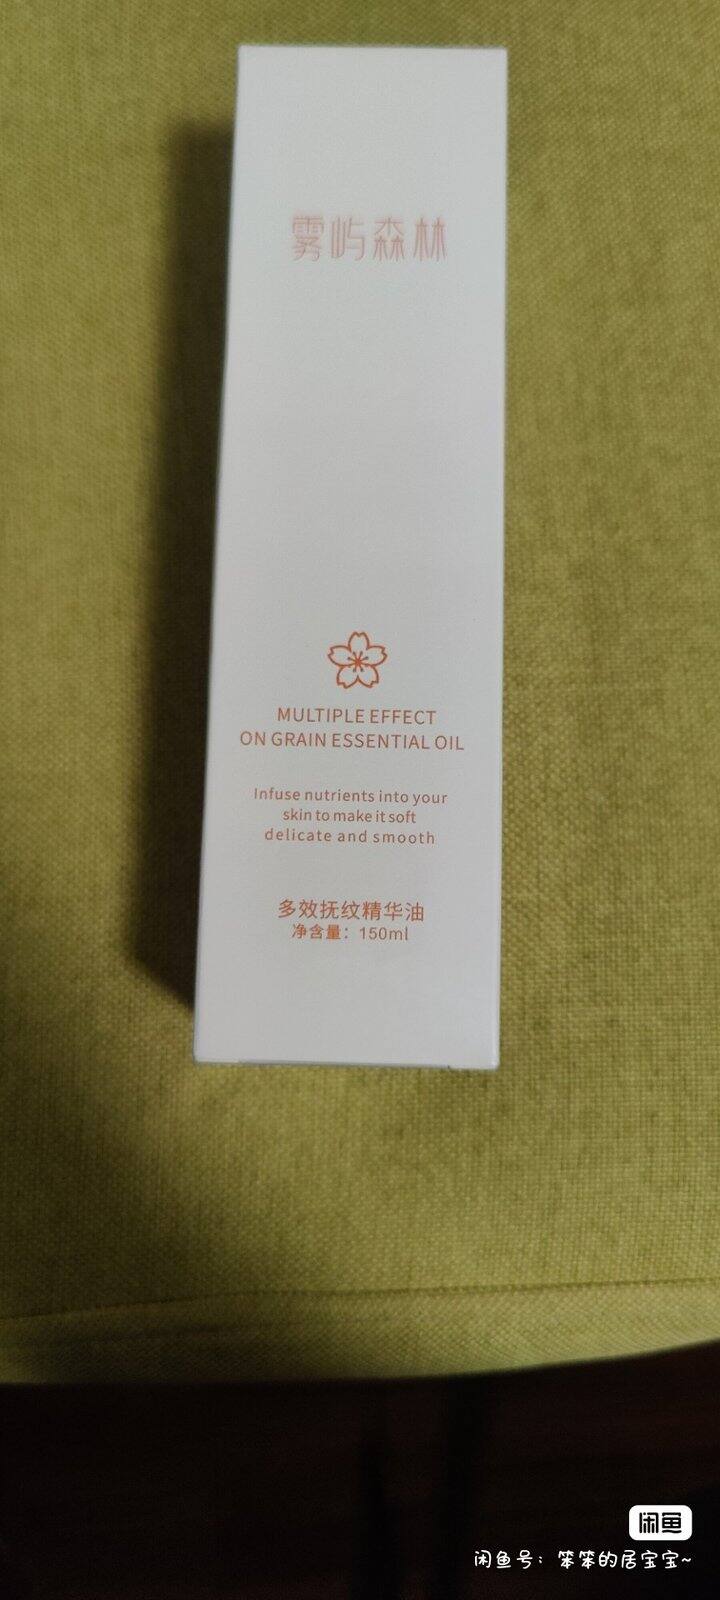 雾屿森林
MULTIPLE EFFECT
ON GRAIN ESSENTIAL OIL
Infuse nutrients into your
skin to make it soft
delicate and smooth
多效抚纹精华油
净含量：150ml
闲鱼
闲鱼号：笨笨的居宝宝~